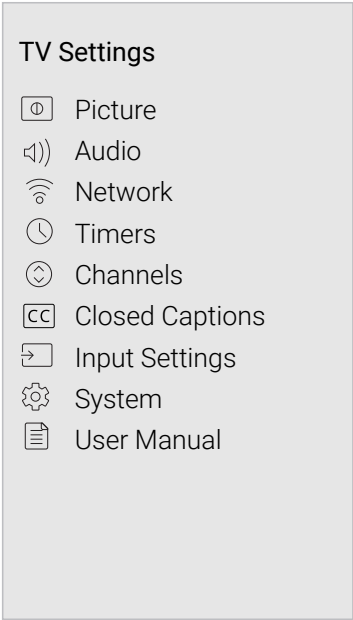 TV Settings
Picture
Audio
Network
Timers
Channels
CC Closed Captions
Input Settings
System
User Manual